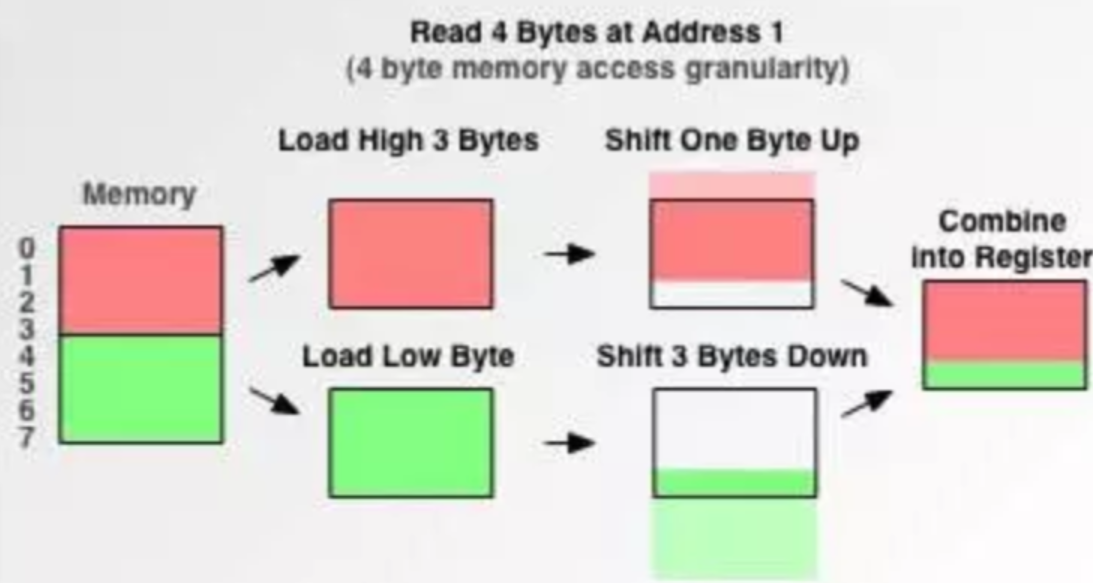 Read 4 Bytes at Address 1
(4 byte memory access granularity)
Load High 3 Bytes
Shift One Byte Up
Memory
Combine
into Register
0
1
2
3
4
5
6
7
Load Low Byte
Shift 3 Bytes Down